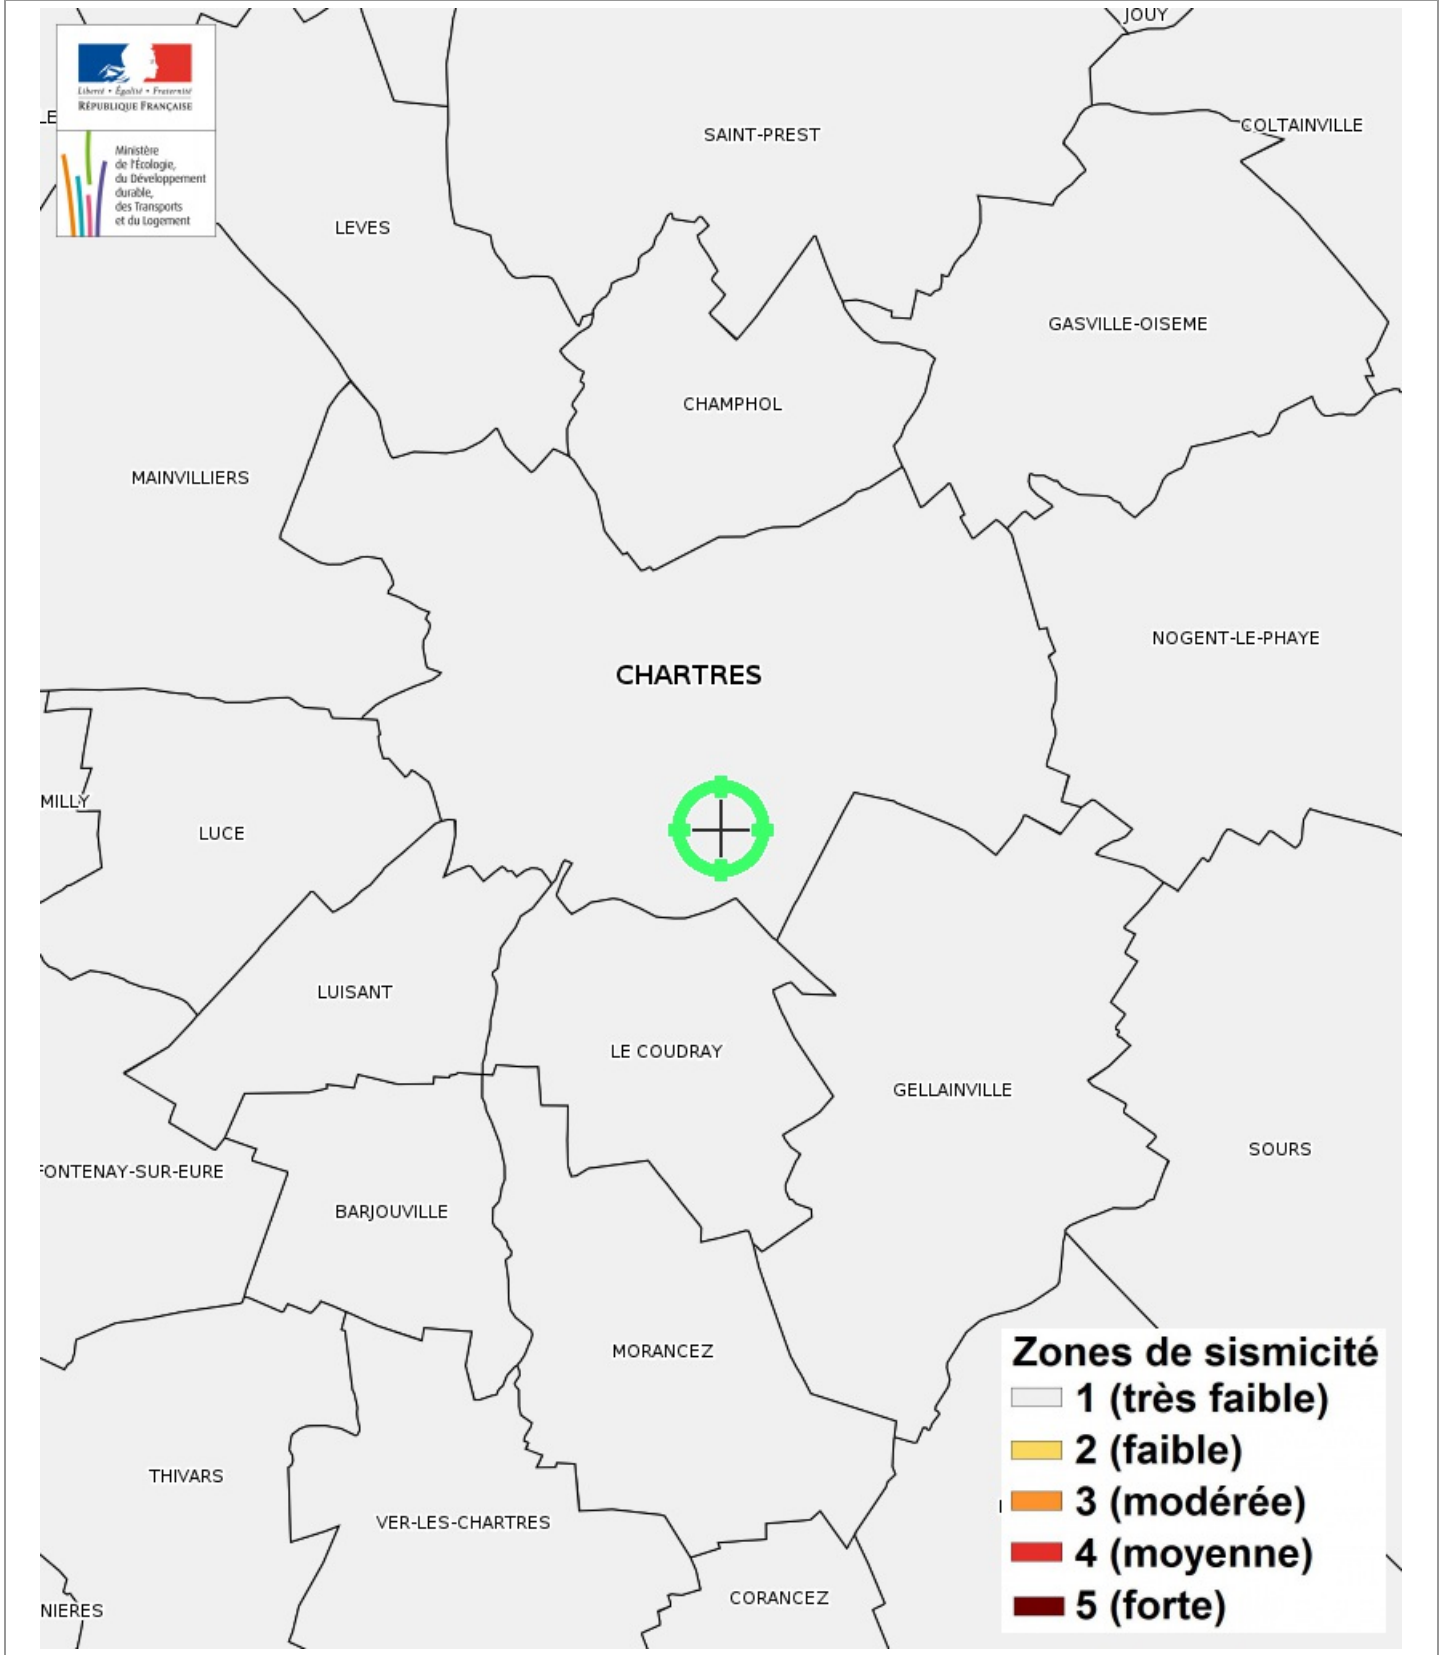 JOUY
Liberté • Égalité • Fraternité
RÉPUBLIQUE FRANÇAISE
LE
COLTAINVILLE
SAINT-PREST
Ministère
de l'Écologie,
du Développement
durable,
des Transports
et du Logement
LEVES
GASVILLE-OISEME
CHAMPHOL
MAINVILLIERS
NOGENT-LE-PHAYE
CHARTRES
MILLY
LUCE
LUISANT
LE COUDRAY
GELLAINVILLE
SOURS
FONTENAY-SUR-EURE
BARJOUVILLE
MORANCEZ
THIVARS
VER-LES-CHARTRES
CORANCEZ
NIERES
Zones de sismicité
1 (très faible)
2 (faible)
3 (modérée)
4 (moyenne)
5 (forte)